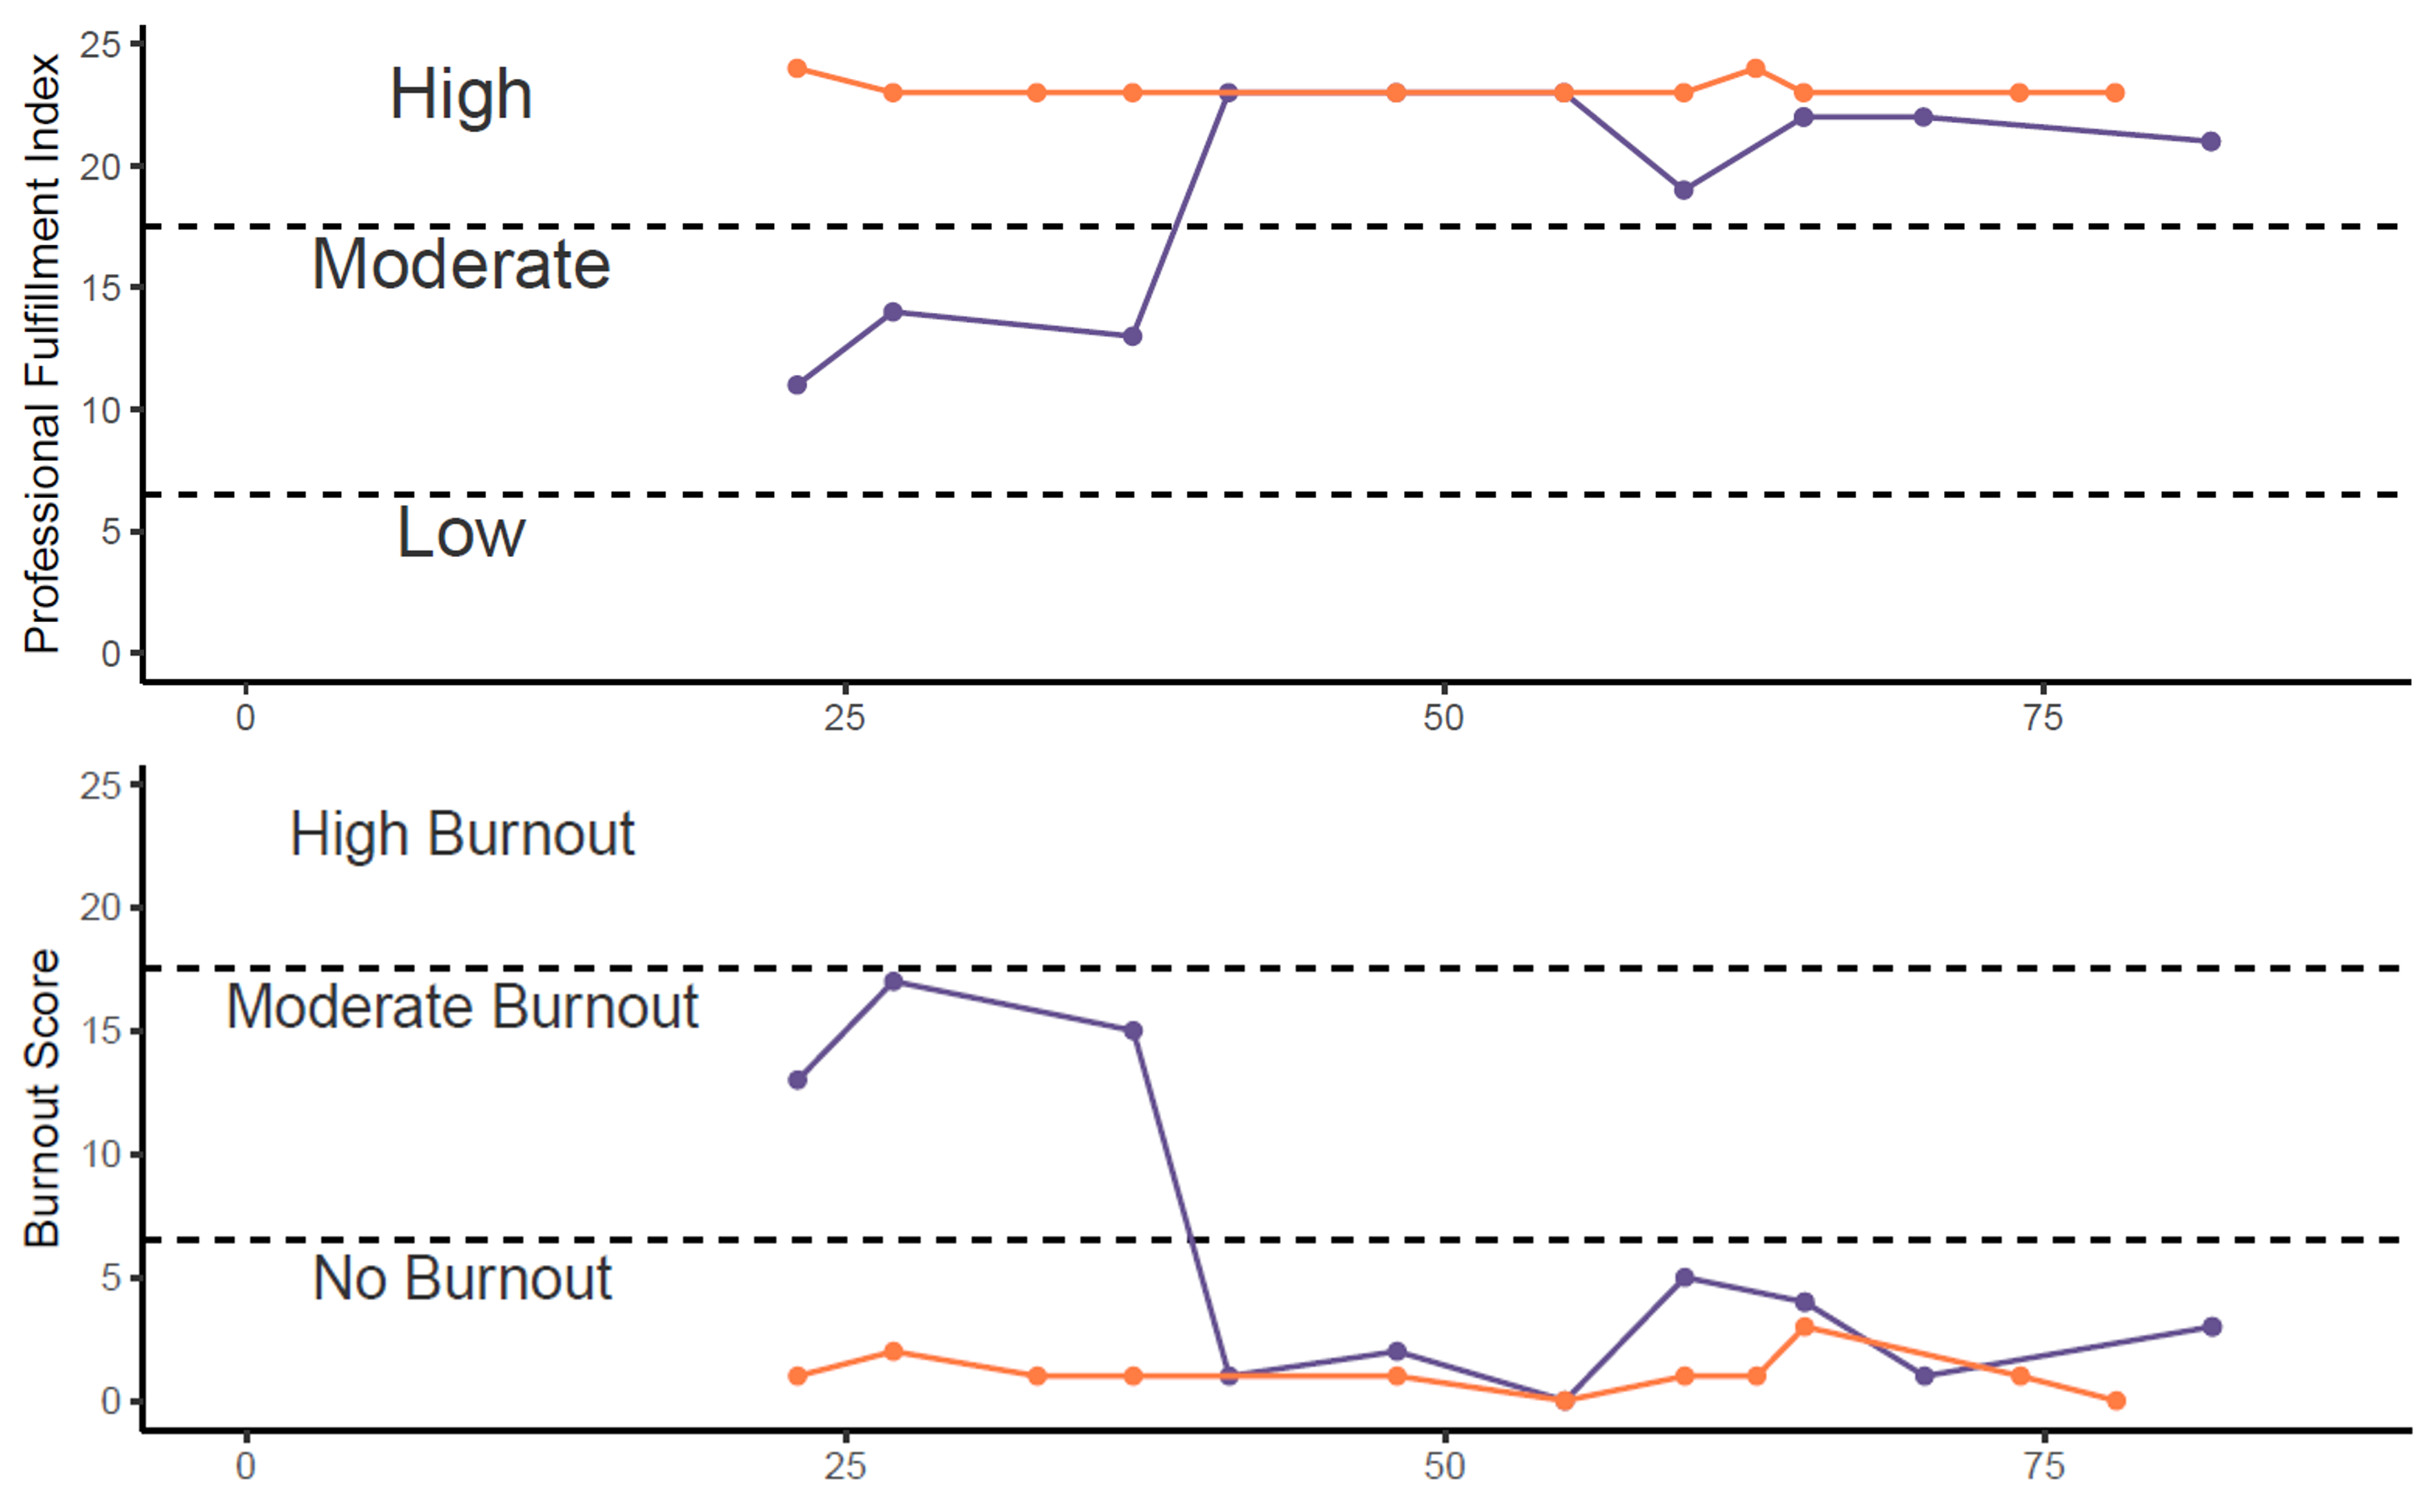 Professional Fulfillment Index
25
20
15
10
5
0
High
Moderate
Low
0 25 50 75
Burnout Score
25
20
15
10
5
0
High Burnout
Moderate Burnout
No Burnout
0 25 50 75